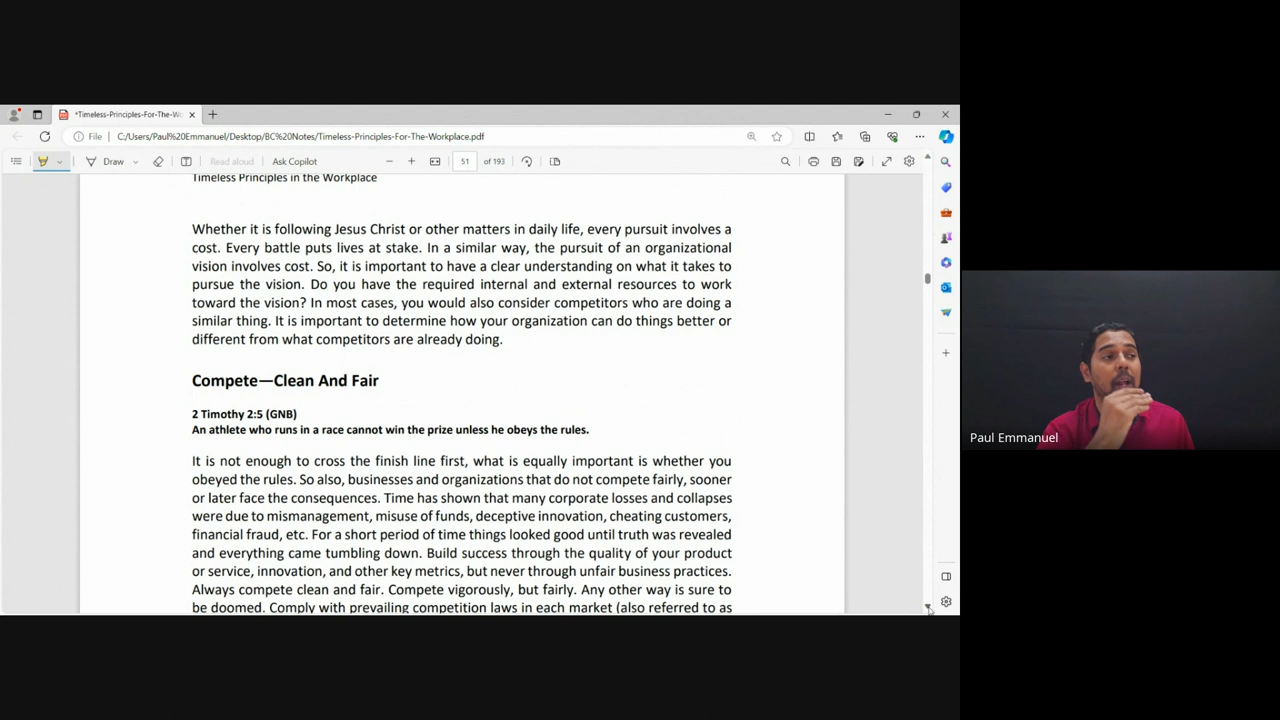 *Timeless-Principles-For-The-Wo
File
C:/Users/Paul%20Emmanuel/Desktop/BC%20Notes/Timeless-Principles-For-The-Workplace.pdf
Draw
Read aloud
Ask Copilot
51
of 193
Timeless Principles in the Workplace
Whether it is following Jesus Christ or other matters in daily life, every pursuit involves a
cost. Every battle puts lives at stake. In a similar way, the pursuit of an organizational
vision involves cost. So, it is important to have a clear understanding on what it takes to
pursue the vision. Do you have the required internal and external resources to work
toward the vision? In most cases, you would also consider competitors who are doing a
similar thing. It is important to determine how your organization can do things better or
different from what competitors are already doing.
Compete—Clean And Fair
2 Timothy 2:5 (GNB)
An athlete who runs in a race cannot win the prize unless he obeys the rules.
It is not enough to cross the finish line first, what is equally important is whether you
obeyed the rules. So also, businesses and organizations that do not compete fairly, sooner
or later face the consequences. Time has shown that many corporate losses and collapses
were due to mismanagement, misuse of funds, deceptive innovation, cheating customers,
financial fraud, etc. For a short period of time things looked good until truth was revealed
and everything came tumbling down. Build success through the quality of your product
or service, innovation, and other key metrics, but never through unfair business practices.
Always compete clean and fair. Compete vigorously, but fairly. Any other way is sure to
be doomed. Comply with prevailing competition laws in each market (also referred to as
Paul Emmanuel